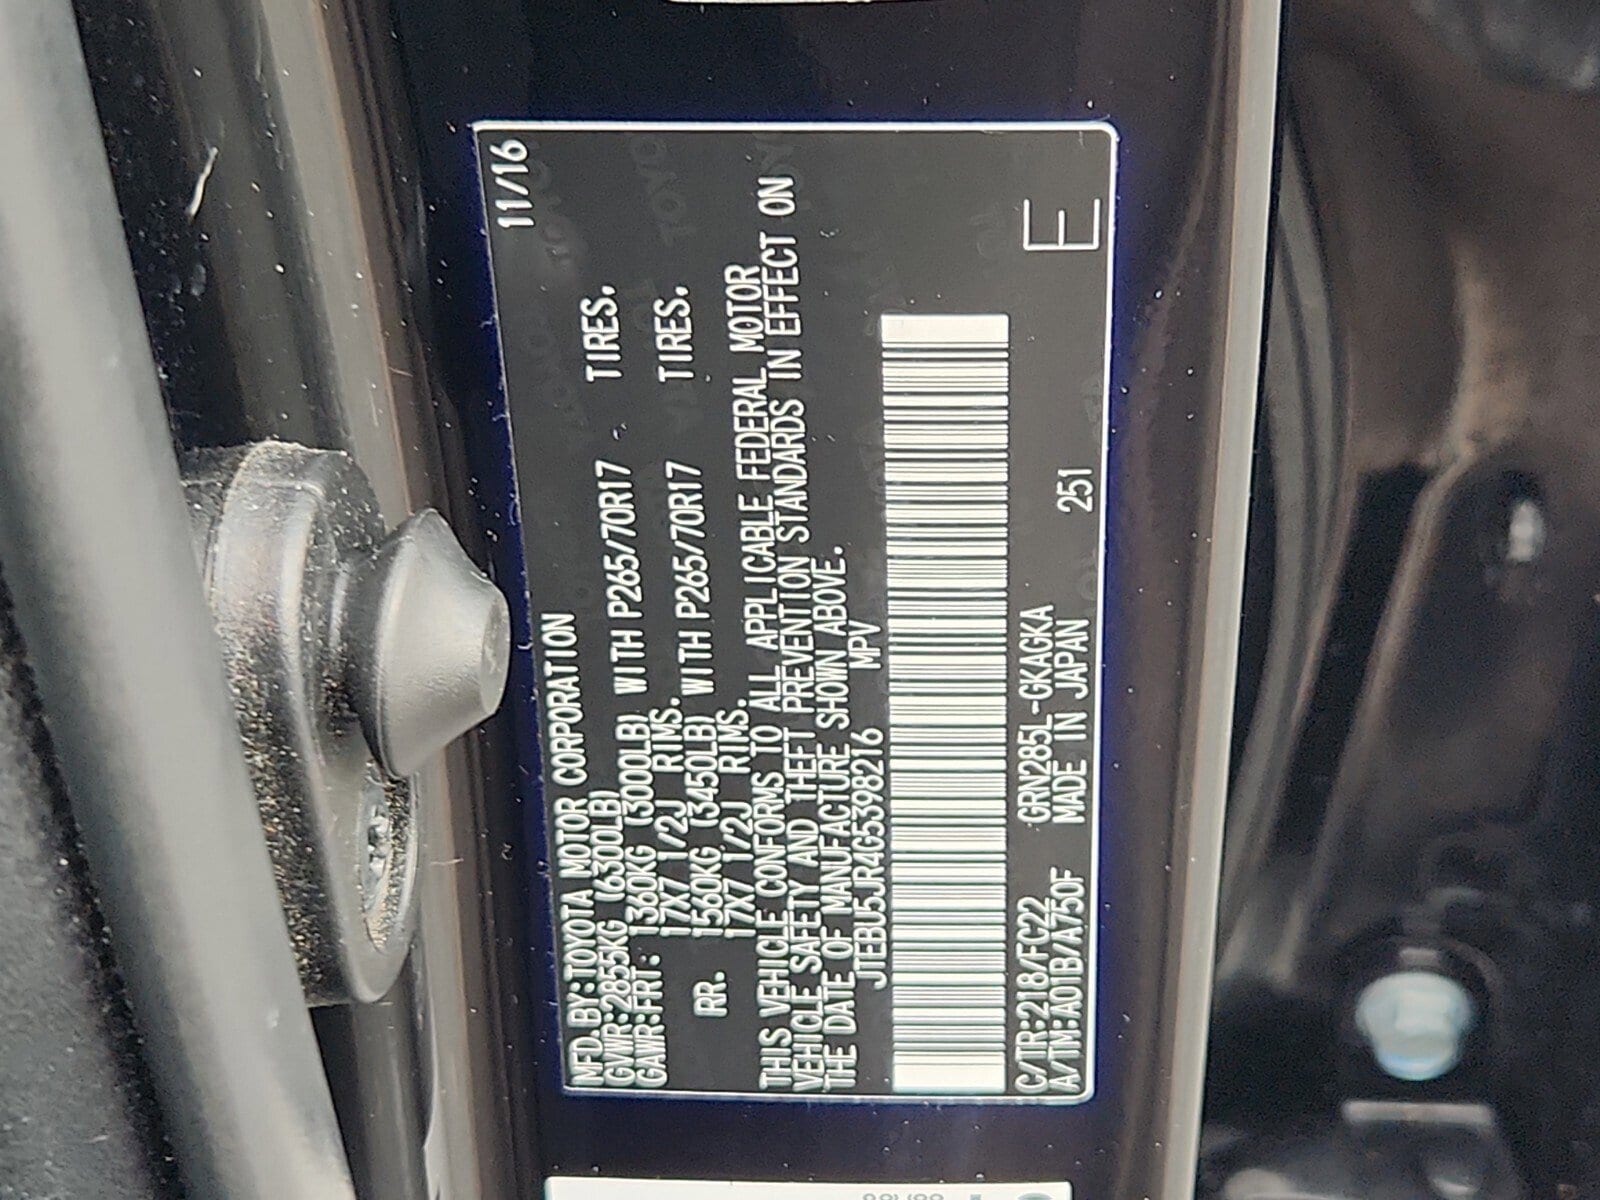 11/16
MFD.BY:TOYOTA MOTOR CORPORATION
GVWR:2855KG (6300LB)
GAWR:FRT: 1360KG (3000LB) WITH P265/70R17 TIRES.
17X7 1/2J RIMS.
RR. 1560KG (3450LB) WITH P265/70R17 TIRES.
17X7 1/2J RIMS.
THIS VEHICLE CONFORMS TO ALL APPLICABLE FEDERAL MOTOR
VEHICLE SAFETY AND THEFT PREVENTION STANDARDS IN EFFECT ON
THE DATE OF MANUFACTURE SHOWN ABOVE.
JTEBU5JR4G5398216 MPV
C/TR:218/FC22 GRN285L-GKAGKA
A/TM:A01B/A750F MADE IN JAPAN 251
E